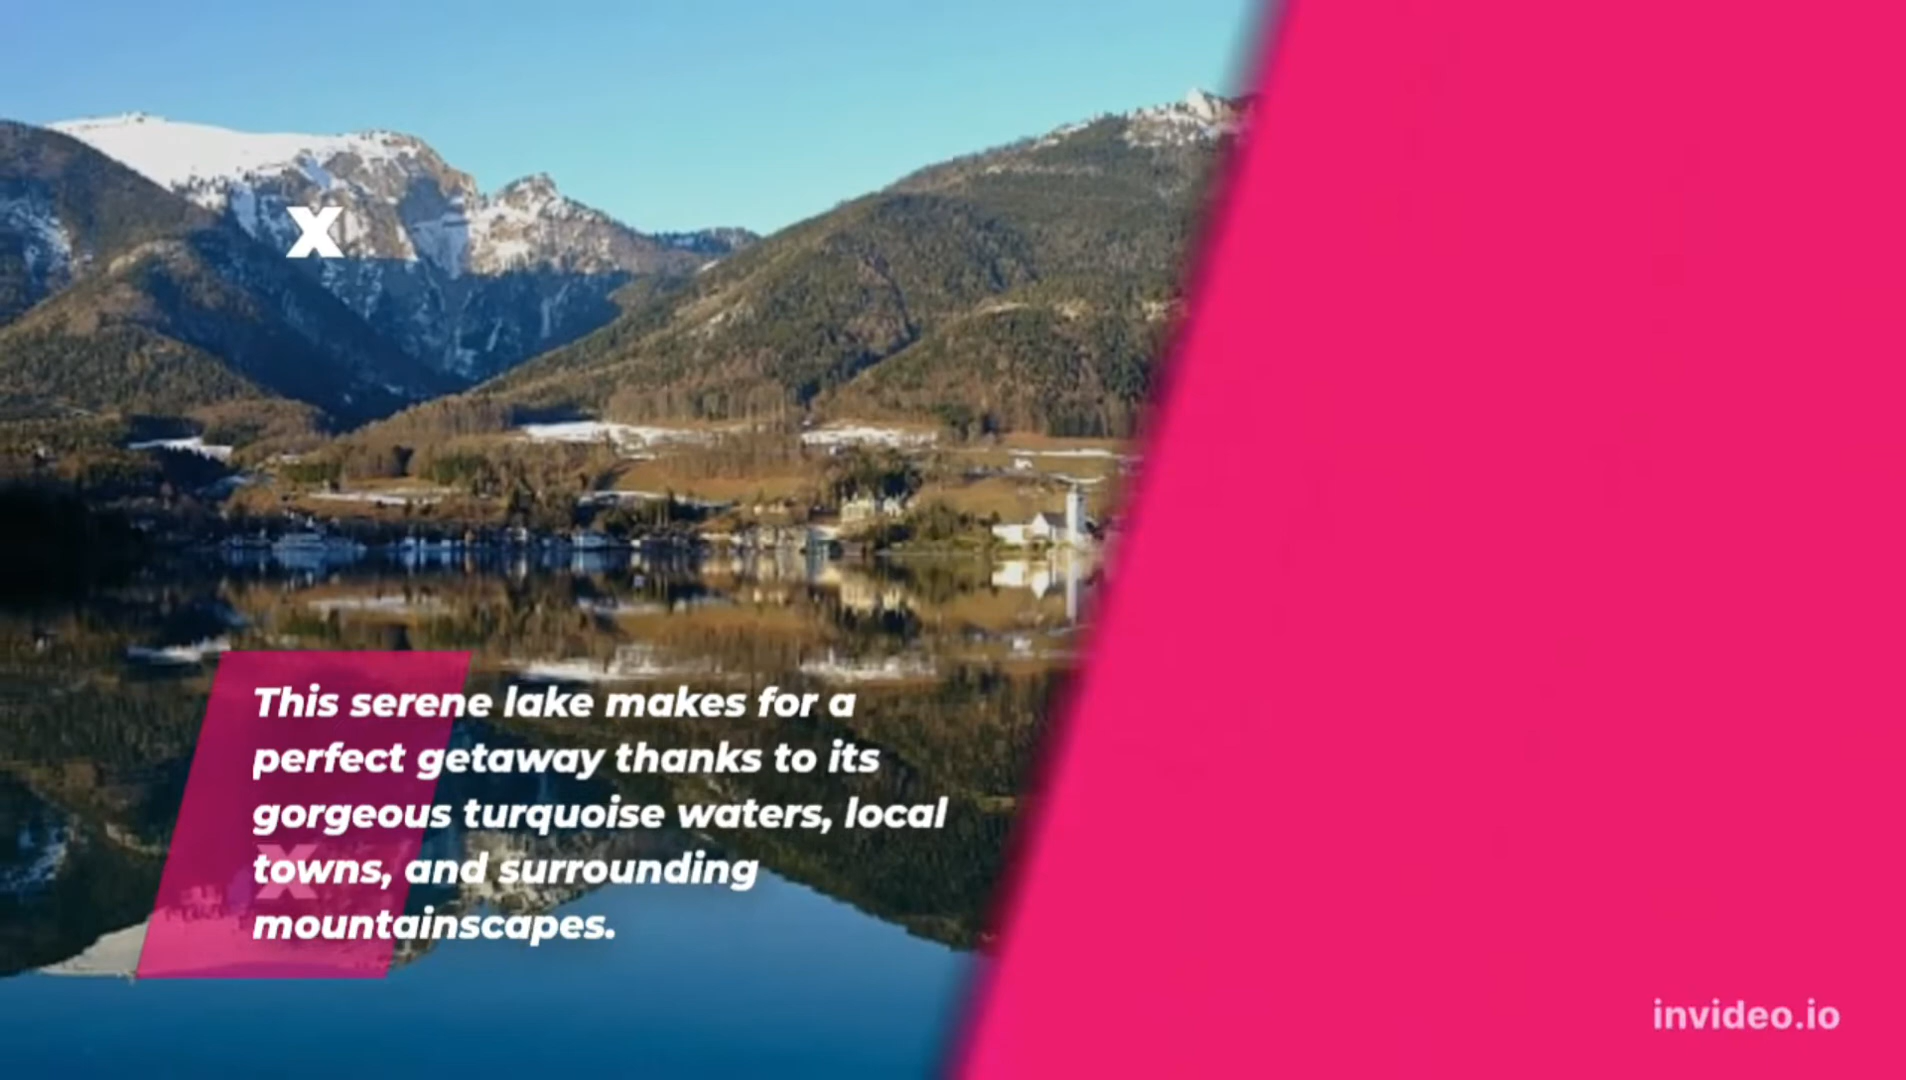 x
This serene lake makes for a
perfect getaway thanks to its
gorgeous turquoise waters, local
towns, and surrounding
mountainscapes.
x
invideo.io